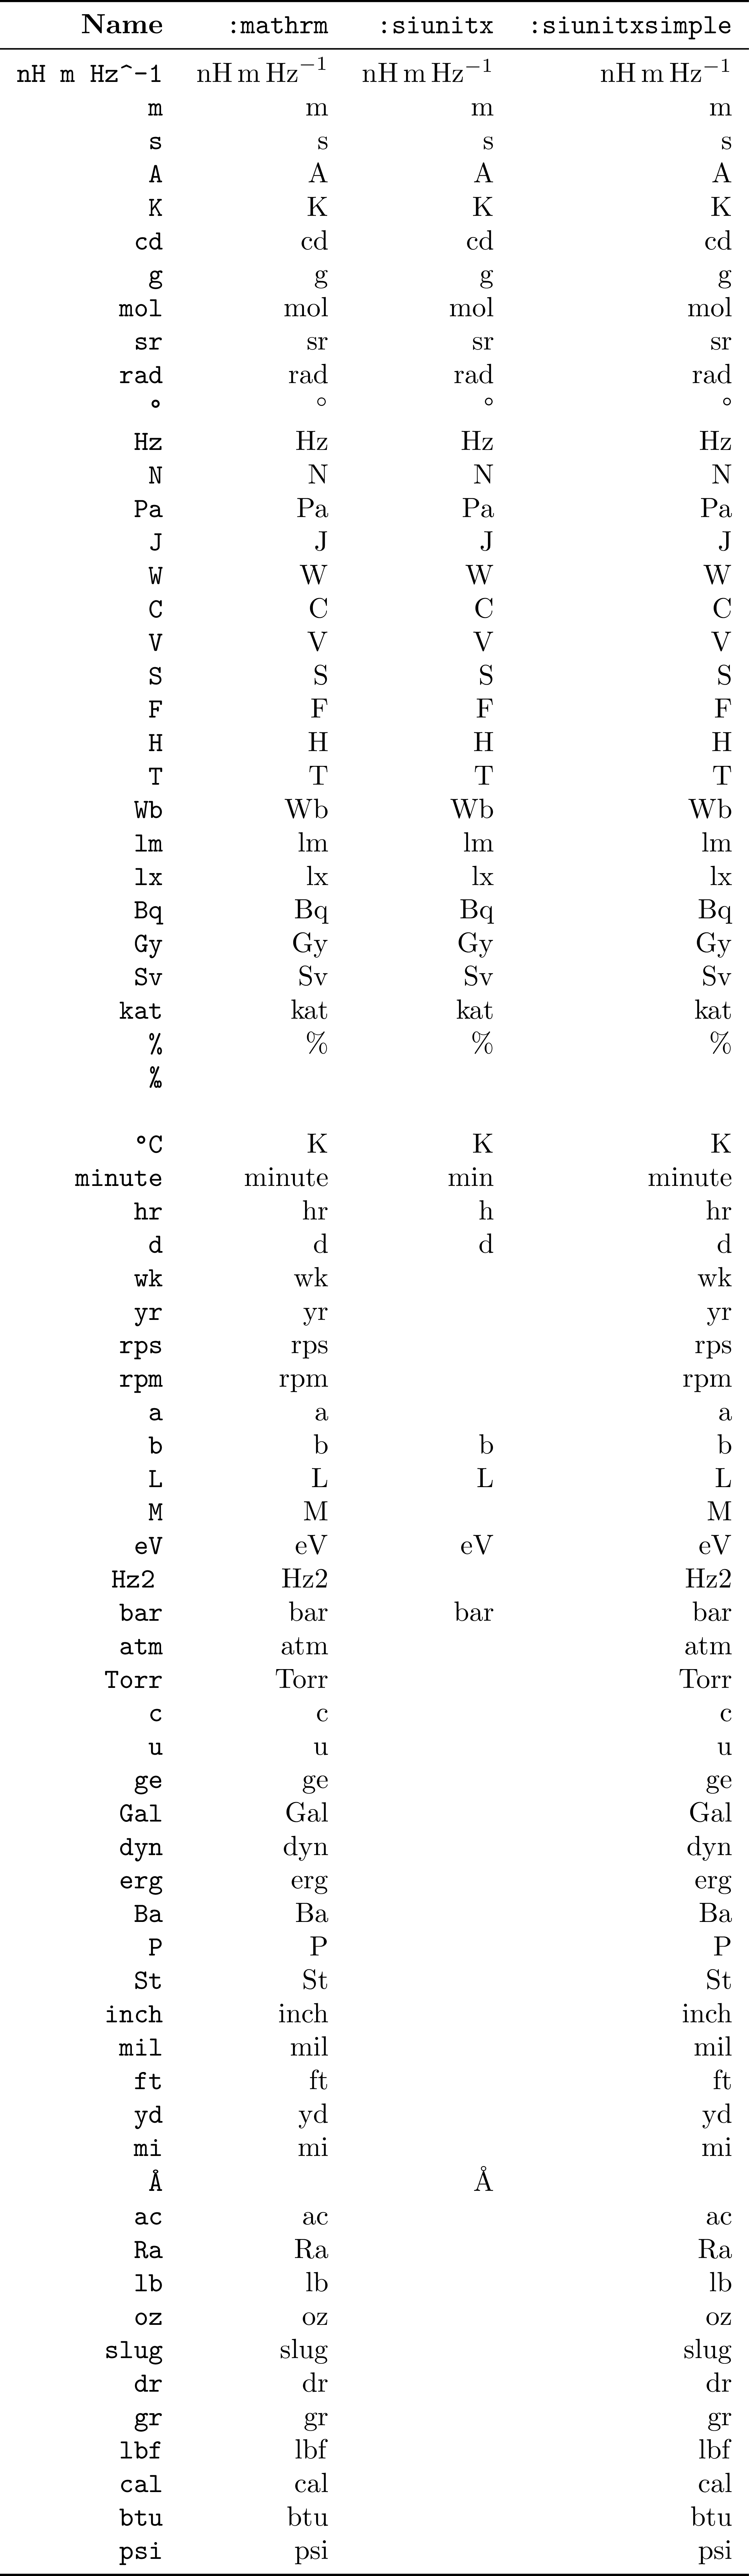 Name :mathrm :siunitx :siunitxsimple
nH m Hz^-1 nH m Hz⁻¹ nH m Hz⁻¹ nH m Hz⁻¹
m m m m
s s s s
A A A A
K K K K
cd cd cd cd
g g g g
mol mol mol mol
sr sr sr sr
rad rad rad rad
° ° ° °
Hz Hz Hz Hz
N N N N
Pa Pa Pa Pa
J J J J
W W W W
C C C C
V V V V
S S S S
F F F F
H H H H
T T T T
Wb Wb Wb Wb
lm lm lm lm
lx lx lx lx
Bq Bq Bq Bq
Gy Gy Gy Gy
Sv Sv Sv Sv
kat kat kat kat
% % % %
‰
°C K K K
minute minute min minute
hr hr h hr
d d d d
wk wk wk
yr yr yr
rps rps rps
rpm rpm rpm
a a a
b b b b
L L L L
M M M
eV eV eV eV
Hz2 Hz2 Hz2
bar bar bar bar
atm atm atm
Torr Torr Torr
c c c
u u u
ge ge ge
Gal Gal Gal
dyn dyn dyn
erg erg erg
Ba Ba Ba
P P P
St St St
inch inch inch
mil mil mil
ft ft ft
yd yd yd
mi mi mi
Å Å
ac ac ac
Ra Ra Ra
lb lb lb
oz oz oz
slug slug slug
dr dr dr
gr gr gr
lbf lbf lbf
cal cal cal
btu btu btu
psi psi psi